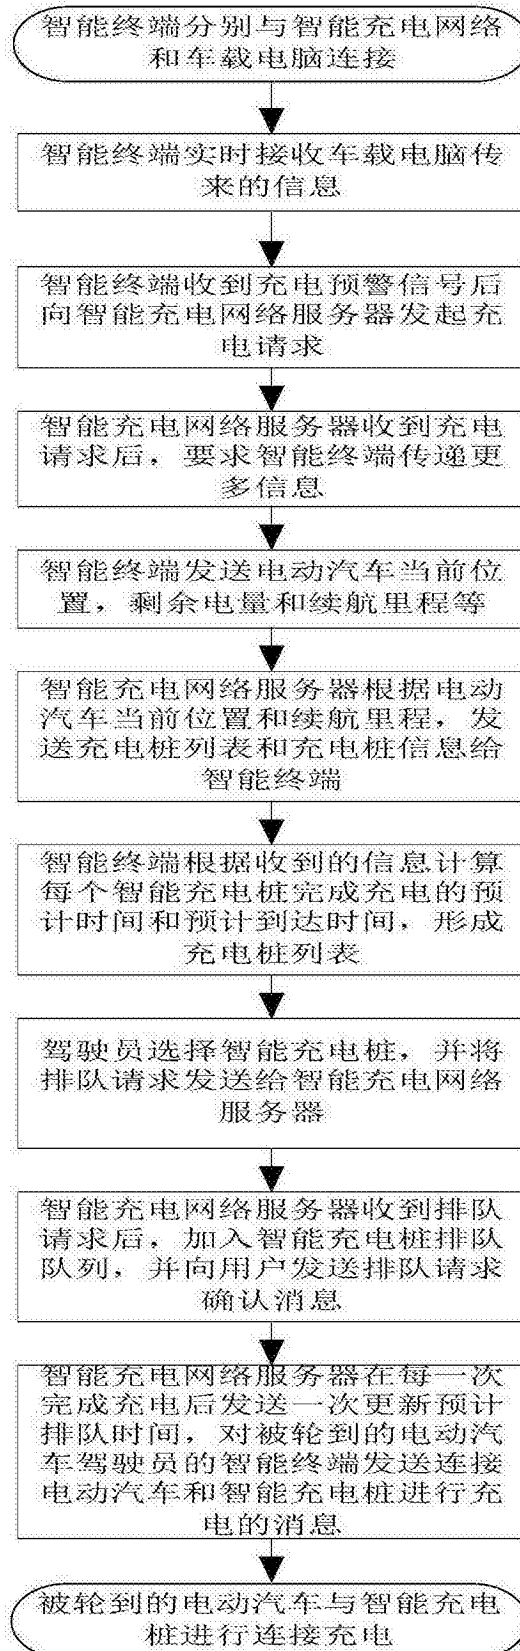 智能终端分别与智能充电网络
和车载电脑连接
智能终端实时接收车载电脑传
来的信息
智能终端收到充电预警信号后
向智能充电网络服务器发起充
电请求
智能充电网络服务器收到充电
请求后，要求智能终端传递更
多信息
智能终端发送电动汽车当前位
置，剩余电量和续航里程等
智能充电网络服务器根据电动
汽车当前位置和续航里程，发
送充电桩列表和充电桩信息给
智能终端
智能终端根据收到的信息计算
每个智能充电桩完成充电的预
计时间和预计到达时间，形成
充电桩列表
驾驶员选择智能充电桩，并将
排队请求发送给智能充电网络
服务器
智能充电网络服务器收到排队
请求后，加入智能充电桩排队
队列，并向用户发送排队请求
确认消息
智能充电网络服务器在每一次
完成充电后发送一次更新预计
排队时间，对被轮到的电动汽
车驾驶员的智能终端发送连接
电动汽车和智能充电桩进行充
电的消息
被轮到的电动汽车与智能充电
桩进行连接充电